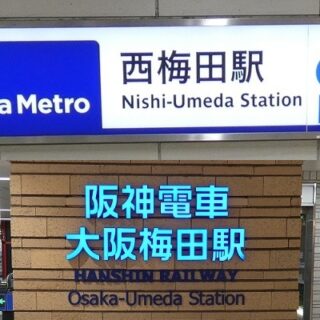 西梅田駅
a Metro
Nishi-Umeda Station
阪神電車
大阪梅田駅
HANSHIN RAILWAY
Osaka-Umeda Station